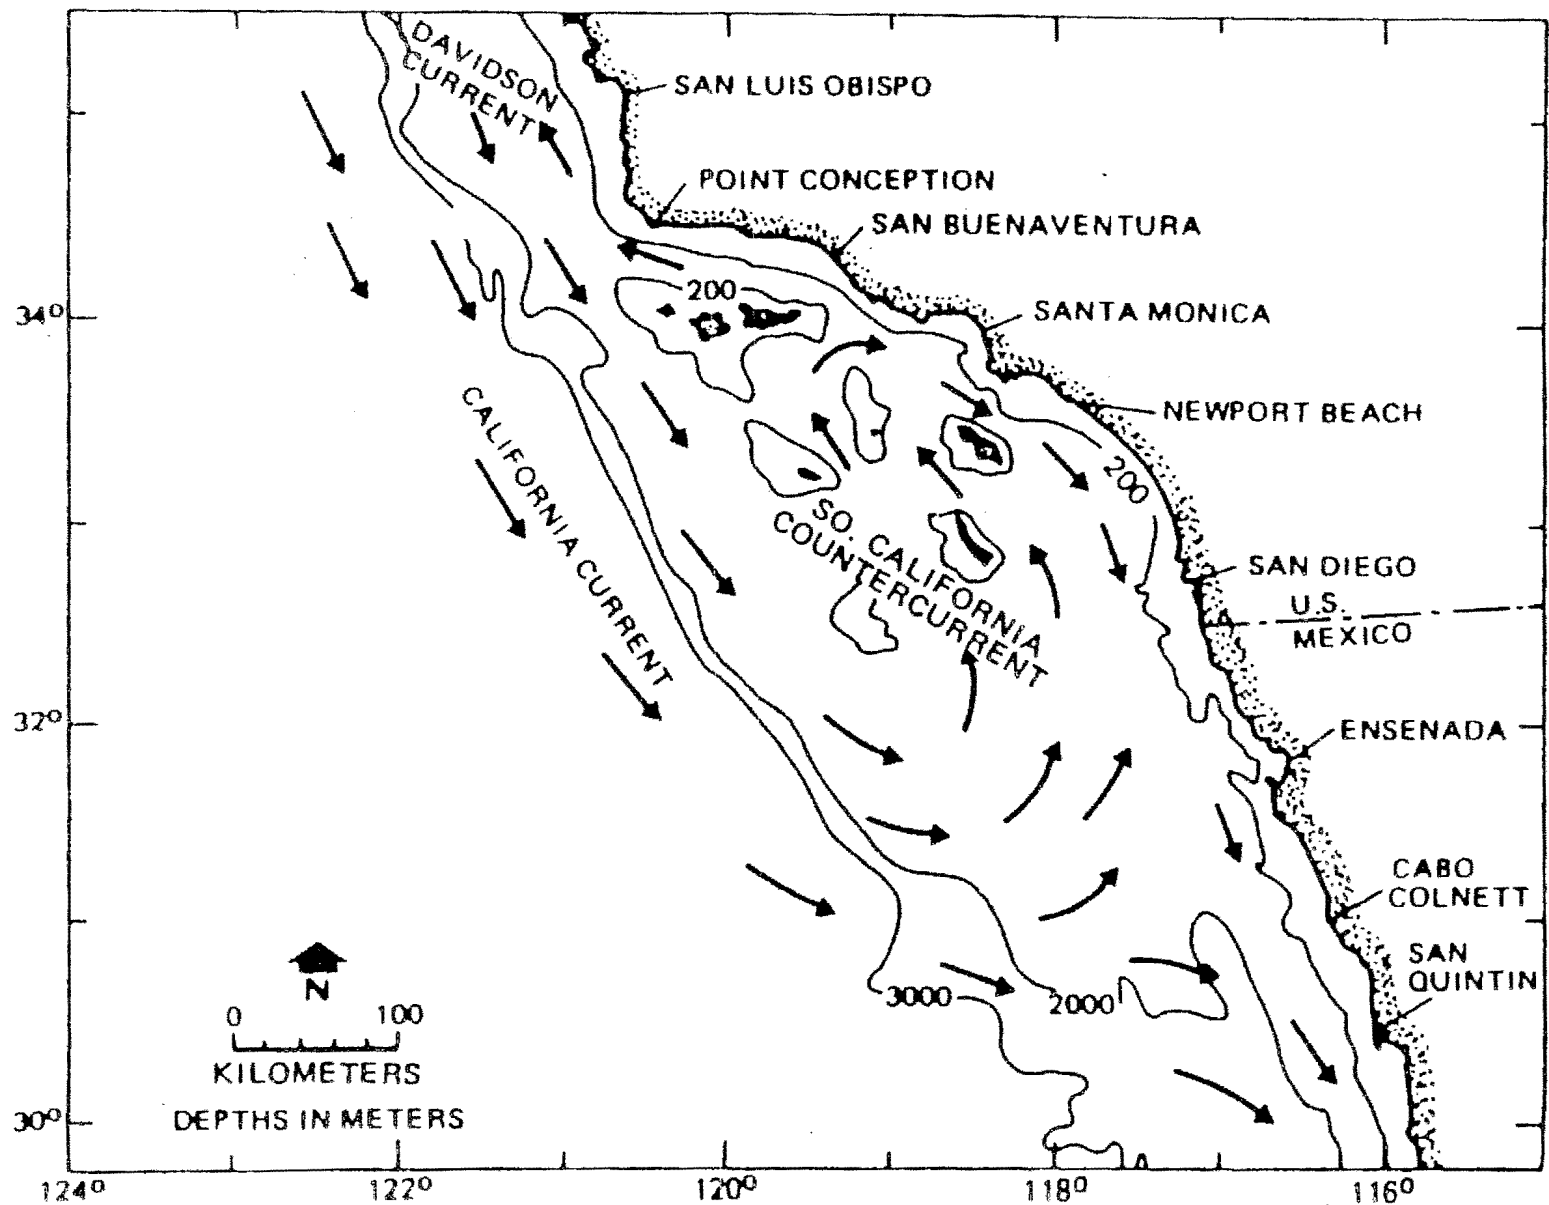 DAVIDSON
CURRENT
SAN LUIS OBISPO
POINT CONCEPTION
SAN BUENAVENTURA
200
34°
SANTA MONICA
CALIFORNIA CURRENT
NEWPORT BEACH
200
SO. CALIFORNIA
COUNTERCURRENT
SAN DIEGO
U.S.
MEXICO
32°
ENSENADA
CABO
COLNETT
SAN
QUINTIN
3000
2000
N
0 100
KILOMETERS
DEPTHS IN METERS
30°
124° 122° 120° 118° 116°